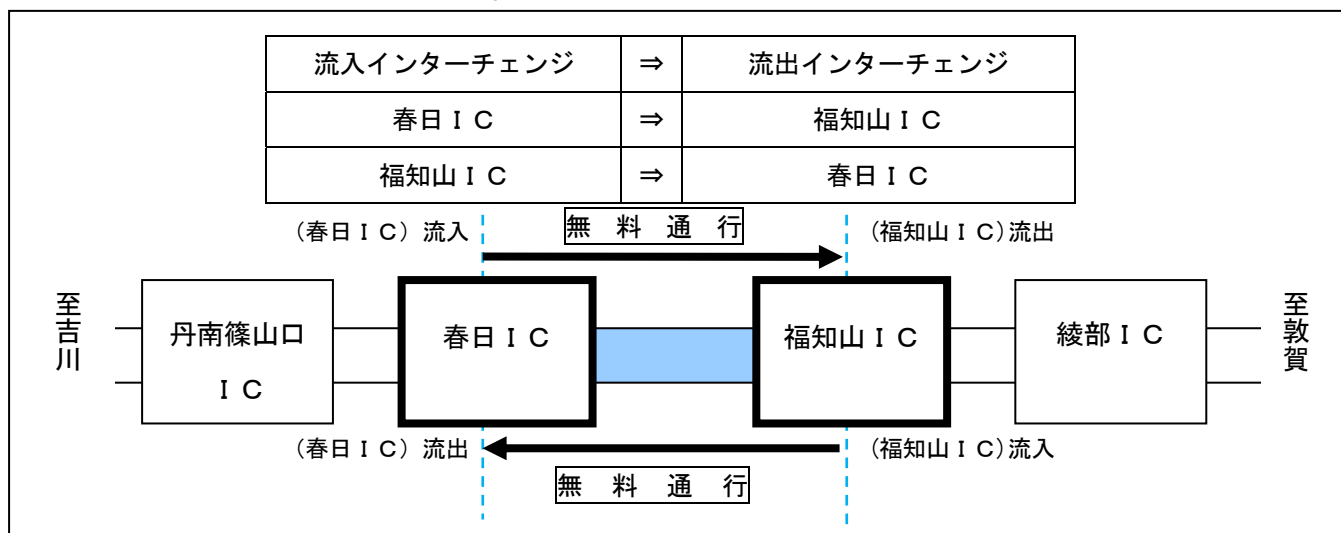 流入インターチェンジ ⇒ 流出インターチェンジ
春日ＩＣ ⇒ 福知山ＩＣ
福知山ＩＣ ⇒ 春日ＩＣ
(春日ＩＣ) 流入
無 料 通 行
(福知山ＩＣ)流出
至吉川
丹南篠山口
ＩＣ
春日ＩＣ
福知山ＩＣ
綾部ＩＣ
至敦賀
(春日ＩＣ) 流出
無 料 通 行
(福知山ＩＣ)流入